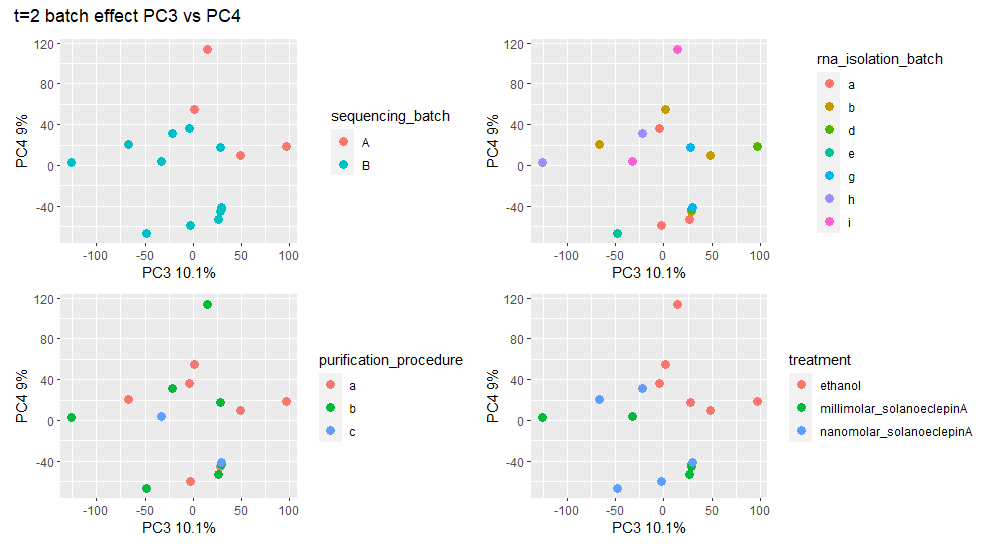 t=2 batch effect PC3 vs PC4
120
80
40
0
-40
PC4 9%
-100
-50
0
50
100
PC3 10.1%
sequencing_batch
A
B
120
80
40
0
-40
PC4 9%
-100
-50
0
50
100
PC3 10.1%
rna_isolation_batch
a
b
d
e
g
h
i
120
80
40
0
-40
PC4 9%
-100
-50
0
50
100
PC3 10.1%
purification_procedure
a
b
c
120
80
40
0
-40
PC4 9%
-100
-50
0
50
100
PC3 10.1%
treatment
ethanol
millimolar_solanoeclepinA
nanomolar_solanoeclepinA